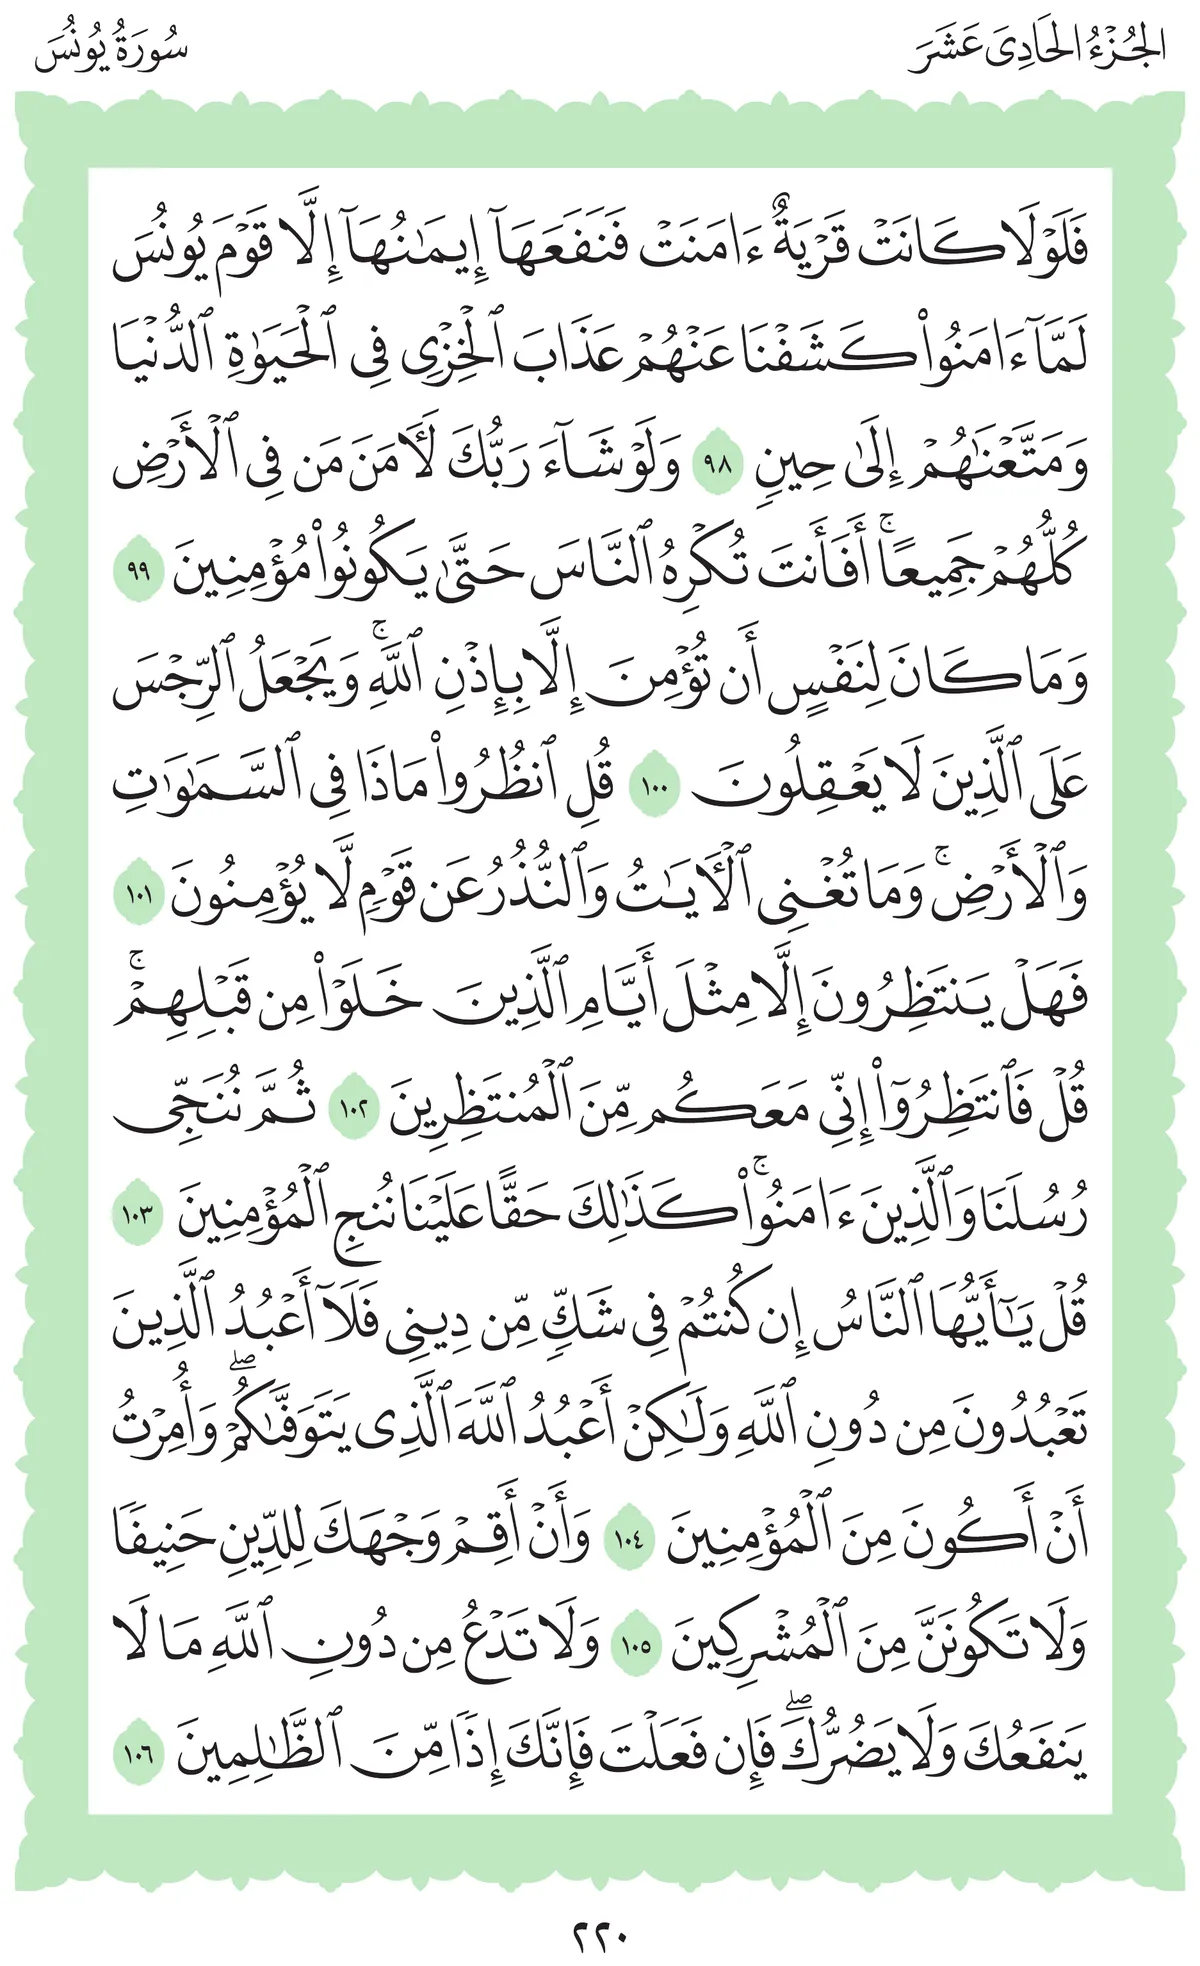 الجُزْءُ الحَادِىَ عَشَرَ
سُورَةُ يُونُسَ
فَلَوْلَا كَانَتْ قَرْيَةٌ ءَامَنَتْ فَنَفَعَهَآ إِيمَٰنُهَآ إِلَّا قَوْمَ يُونُسَ
لَمَّآ ءَامَنُوا۟ كَشَفْنَا عَنْهُمْ عَذَابَ ٱلْخِزْىِ فِى ٱلْحَيَوٰةِ ٱلدُّنْيَا
وَمَتَّعْنَٰهُمْ إِلَىٰ حِينٍ ٩٨ وَلَوْ شَآءَ رَبُّكَ لَـَٔامَنَ مَن فِى ٱلْأَرْضِ
كُلُّهُمْ جَمِيعًا ۚ أَفَأَنتَ تُكْرِهُ ٱلنَّاسَ حَتَّىٰ يَكُونُوا۟ مُؤْمِنِينَ ٩٩
وَمَا كَانَ لِنَفْسٍ أَن تُؤْمِنَ إِلَّا بِإِذْنِ ٱللَّهِ ۚ وَيَجْعَلُ ٱلرِّجْسَ
عَلَى ٱلَّذِينَ لَا يَعْقِلُونَ ١٠٠ قُلِ ٱنظُرُوا۟ مَاذَا فِى ٱلسَّمَٰوَٰتِ
وَٱلْأَرْضِ ۚ وَمَا تُغْنِى ٱلْـَٔايَٰتُ وَٱلنُّذُرُ عَن قَوْمٍ لَّا يُؤْمِنُونَ ١٠١
فَهَلْ يَنتَظِرُونَ إِلَّا مِثْلَ أَيَّامِ ٱلَّذِينَ خَلَوْا۟ مِن قَبْلِهِمْ ۚ
قُلْ فَٱنتَظِرُوٓا۟ إِنِّى مَعَكُم مِّنَ ٱلْمُنتَظِرِينَ ١٠٢ ثُمَّ نُنَجِّى
رُسُلَنَا وَٱلَّذِينَ ءَامَنُوا۟ ۚ كَذَٰلِكَ حَقًّا عَلَيْنَا نُنجِ ٱلْمُؤْمِنِينَ ١٠٣
قُلْ يَٰٓأَيُّهَا ٱلنَّاسُ إِن كُنتُمْ فِى شَكٍّ مِّن دِينِى فَلَآ أَعْبُدُ ٱلَّذِينَ
تَعْبُدُونَ مِن دُونِ ٱللَّهِ وَلَٰكِنْ أَعْبُدُ ٱللَّهَ ٱلَّذِى يَتَوَفَّىٰكُمْ ۖ وَأُمِرْتُ
أَنْ أَكُونَ مِنَ ٱلْمُؤْمِنِينَ ١٠٤ وَأَنْ أَقِمْ وَجْهَكَ لِلدِّينِ حَنِيفًا
وَلَا تَكُونَنَّ مِنَ ٱلْمُشْرِكِينَ ١٠٥ وَلَا تَدْعُ مِن دُونِ ٱللَّهِ مَا لَا
يَنفَعُكَ وَلَا يَضُرُّكَ ۖ فَإِن فَعَلْتَ فَإِنَّكَ إِذًا مِّنَ ٱلظَّٰلِمِينَ ١٠٦
٢٢٠